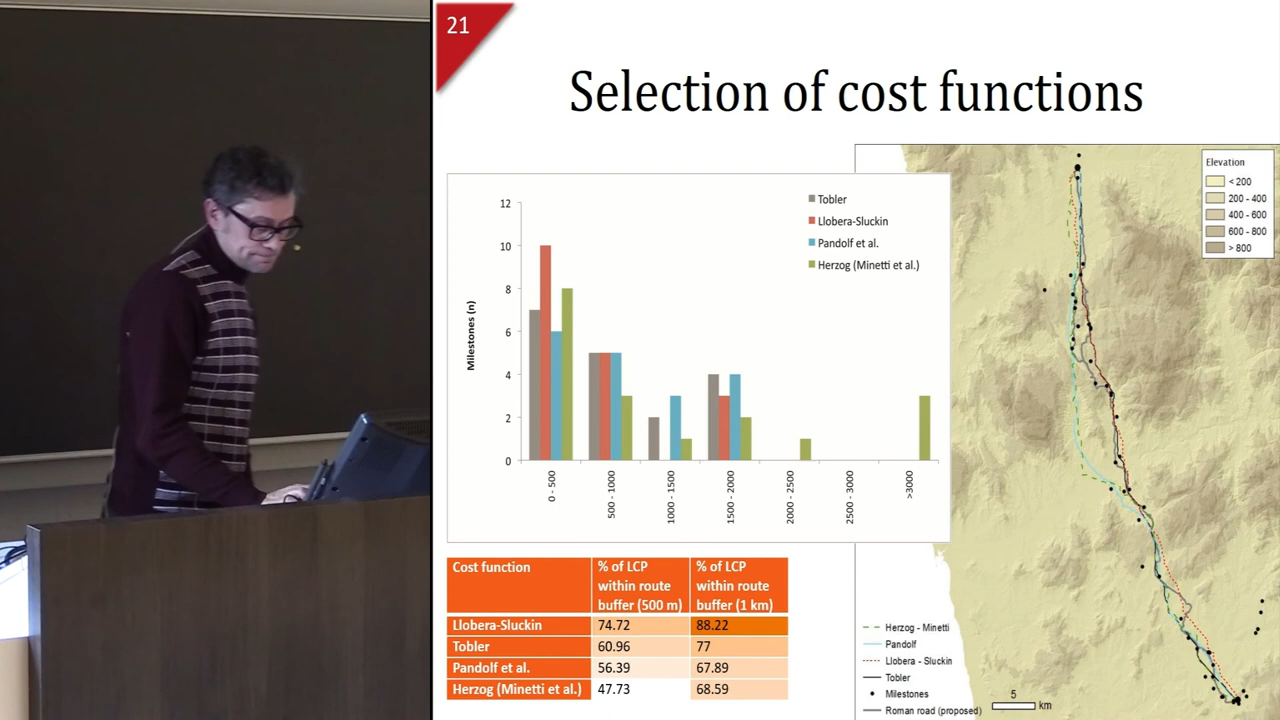 21
Selection of cost functions
Milestones (n)
12
10
8
6
4
2
0
0 - 500
500 - 1000
1000 - 1500
1500 - 2000
2000 - 2500
2500 - 3000
>3000
Tobler
Llobera-Sluckin
Pandolf et al.
Herzog (Minetti et al.)
Elevation
< 200
200 - 400
400 - 600
600 - 800
> 800
Cost function
% of LCP within route buffer (500 m)
% of LCP within route buffer (1 km)
Llobera-Sluckin 74.72 88.22
Tobler 60.96 77
Pandolf et al. 56.39 67.89
Herzog (Minetti et al.) 47.73 68.59
Herzog - Minetti
Pandolf
Llobera - Sluckin
Tobler
Milestones
Roman road (proposed)
5
km